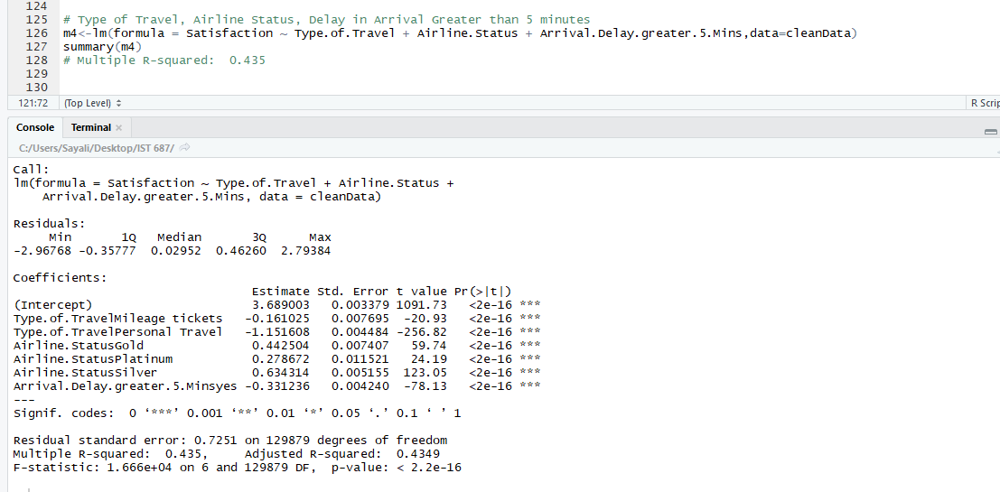 124
125 # Type of Travel, Airline Status, Delay in Arrival Greater than 5 minutes
126 m4<-lm(formula = Satisfaction ~ Type.of.Travel + Airline.Status + Arrival.Delay.greater.5.Mins,data=cleanData)
127 summary(m4)
128 # Multiple R-squared:  0.435
129
130
121:72 (Top Level) R Scrip
Console Terminal ×
C:/Users/Sayali/Desktop/IST 687/
Call:
lm(formula = Satisfaction ~ Type.of.Travel + Airline.Status +
    Arrival.Delay.greater.5.Mins, data = cleanData)
Residuals:
     Min       1Q   Median       3Q      Max
-2.96768 -0.35777  0.02952  0.46260  2.79384
Coefficients:
                                 Estimate Std. Error t value Pr(>|t|)
(Intercept)                      3.689003   0.003379 1091.73   <2e-16 ***
Type.of.TravelMileage tickets   -0.161025   0.007695  -20.93   <2e-16 ***
Type.of.TravelPersonal Travel   -1.151608   0.004484 -256.82   <2e-16 ***
Airline.StatusGold               0.442504   0.007407   59.74   <2e-16 ***
Airline.StatusPlatinum           0.278672   0.011521   24.19   <2e-16 ***
Airline.StatusSilver             0.634314   0.005155  123.05   <2e-16 ***
Arrival.Delay.greater.5.Minsyes -0.331236   0.004240  -78.13   <2e-16 ***
---
Signif. codes:  0 ‘***’ 0.001 ‘**’ 0.01 ‘*’ 0.05 ‘.’ 0.1 ‘ ’ 1
Residual standard error: 0.7251 on 129879 degrees of freedom
Multiple R-squared:  0.435,	Adjusted R-squared:  0.4349
F-statistic: 1.666e+04 on 6 and 129879 DF,  p-value: < 2.2e-16